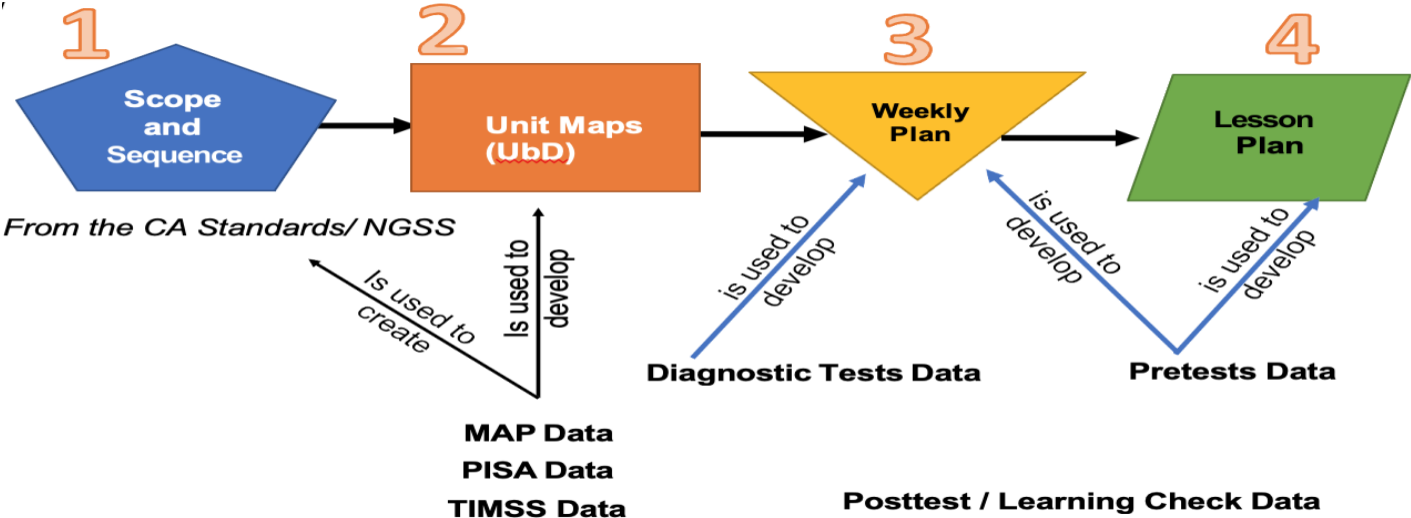 1
2
3
4
Scope
and
Sequence
Unit Maps
(UbD)
Weekly
Plan
Lesson
Plan
From the CA Standards/ NGSS
Is used to
create
Is used to
develop
is used to
develop
is used to
develop
is used to
develop
Diagnostic Tests Data
Pretests Data
MAP Data
PISA Data
TIMSS Data
Posttest / Learning Check Data